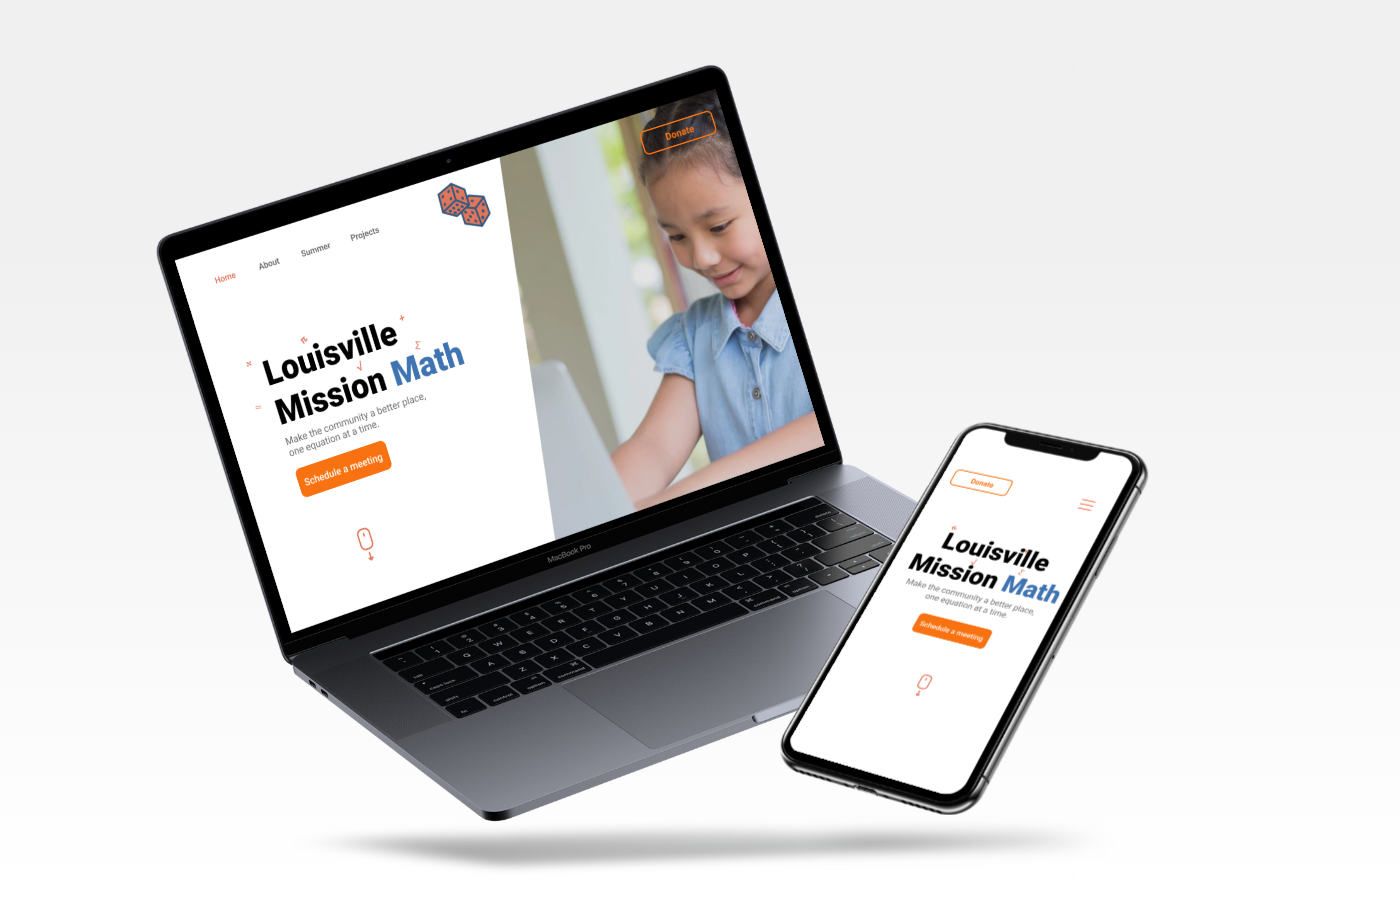 Donate
Home About Summer Projects
Louisville
Mission Math
Make the community a better place,
one equation at a time.
Schedule a meeting
MacBook Pro
Donate
Louisville
Mission Math
Make the community a better place,
one equation at a time.
Schedule a meeting